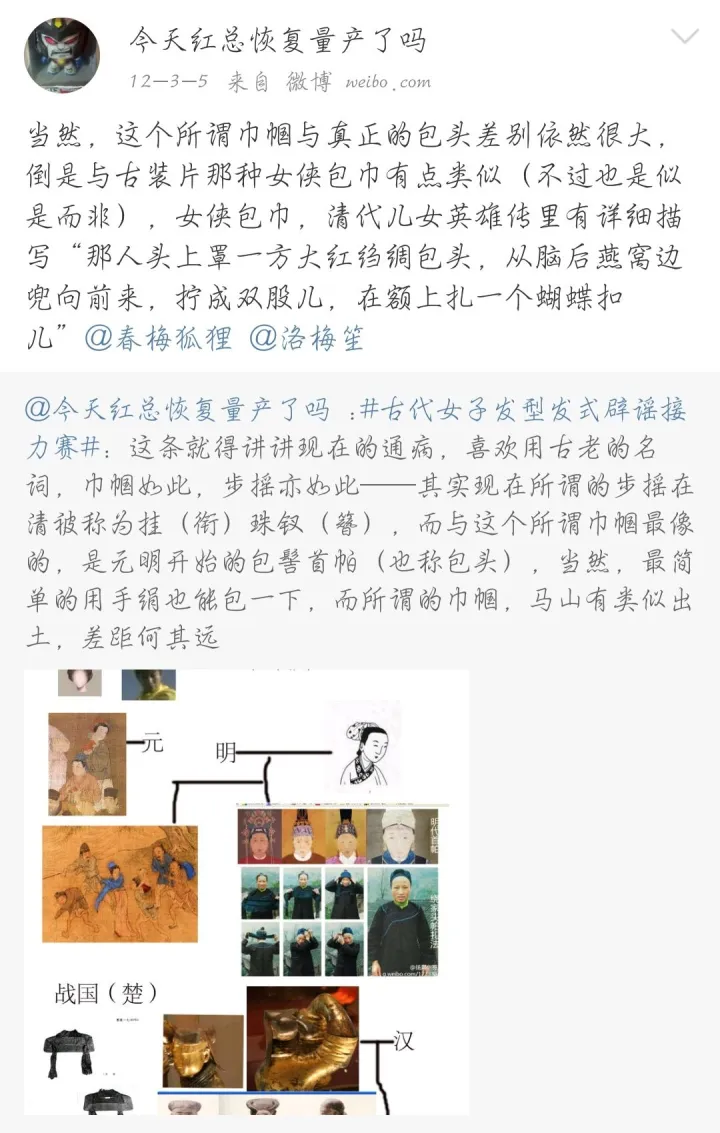 今天红总恢复量产了吗
12-3-5 来自 微博 weibo.com
当然，这个所谓巾帼与真正的包头差别依然很大，
倒是与古装片那种女侠包巾有点类似（不过也是似
是而非），女侠包巾，清代儿女英雄传里有详细描
写“那人头上罩一方大红绉绸包头，从脑后燕窝边
兜向前来，拧成双股儿，在额上扎一个蝴蝶扣
儿”@春梅狐狸 @洛梅笙
@今天红总恢复量产了吗 :#古代女子发型发式辟谣接
力赛#：这条就得讲讲现在的通病，喜欢用古老的名
词，巾帼如此，步摇亦如此——其实现在所谓的步摇在
清被称为挂（衔）珠钗（簪），而与这个所谓巾帼最像
的，是元明开始的包髻首帕（也称包头），当然，最简
单的用手绢也能包一下，而所谓的巾帼，马山有类似出
土，差距何其远
元
明
明代首帕
战国（楚）
汉